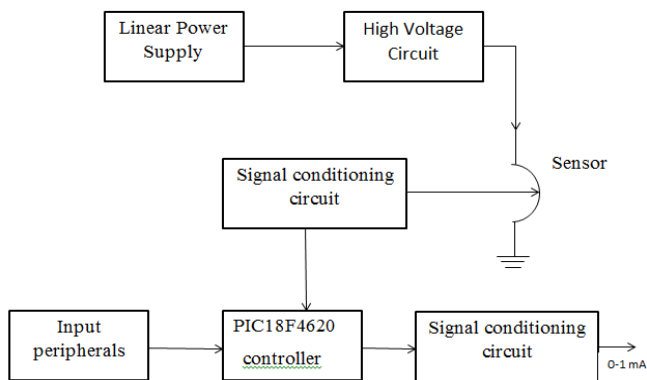 Linear Power
Supply
High Voltage
Circuit
Sensor
Signal conditioning
circuit
Input
peripherals
PIC18F4620
controller
Signal conditioning
circuit
0-1 mA